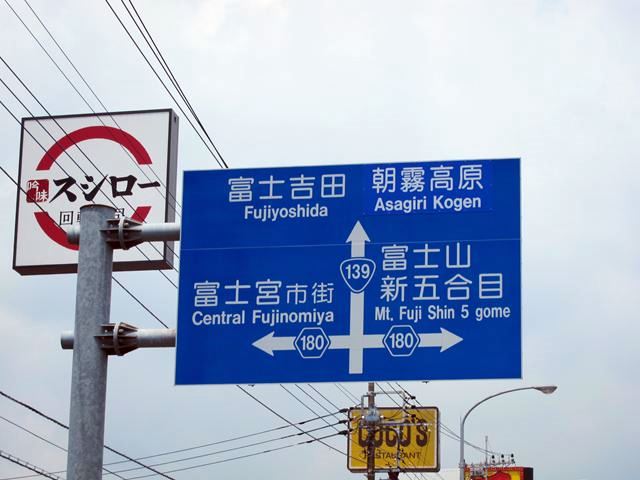 吟味
スシロー
回転
富士吉田
Fujiyoshida
朝霧高原
Asagiri Kogen
139
富士宮市街
Central Fujinomiya
富士山
新五合目
Mt. Fuji Shin 5 gome
180
180
COCO'S
RESTAURANT